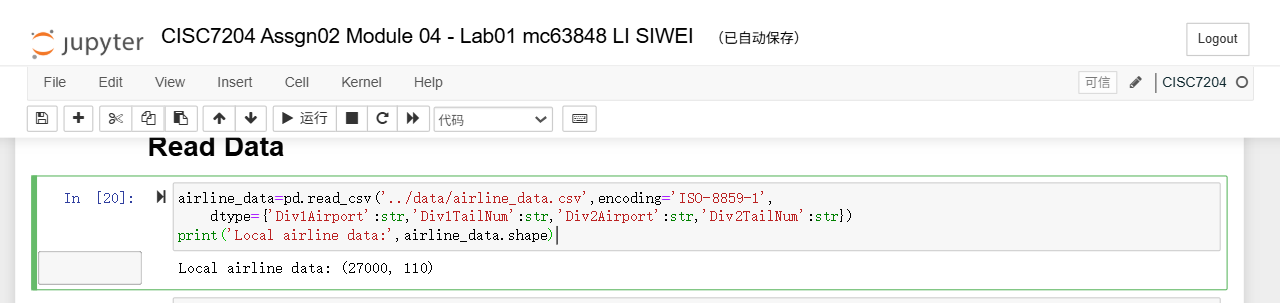 jupyter CISC7204 Assgn02 Module 04 - Lab01 mc63848 LI SIWEI (已自动保存) Logout
File Edit View Insert Cell Kernel Help 可信 CISC7204
运行 代码
Read Data
In [20]: airline_data=pd.read_csv('../data/airline_data.csv',encoding='ISO-8859-1',
dtype={'Div1Airport':str,'Div1TailNum':str,'Div2Airport':str,'Div2TailNum':str})
print('Local airline data:',airline_data.shape)
Local airline data: (27000, 110)